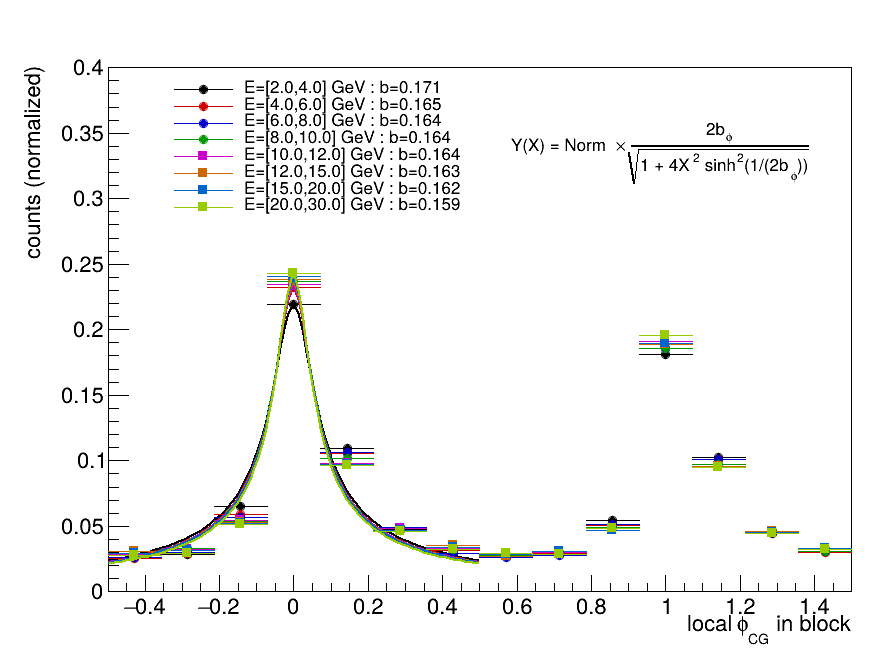 counts (normalized)
0.4
0.35
0.3
0.25
0.2
0.15
0.1
0.05
0
E=[2.0,4.0] GeV : b=0.171
E=[4.0,6.0] GeV : b=0.165
E=[6.0,8.0] GeV : b=0.164
E=[8.0,10.0] GeV : b=0.164
E=[10.0,12.0] GeV : b=0.164
E=[12.0,15.0] GeV : b=0.163
E=[15.0,20.0] GeV : b=0.162
E=[20.0,30.0] GeV : b=0.159
Y(X) = Norm × 2bϕ / √(1 + 4X² sinh²(1/(2bϕ)))
−0.4 −0.2 0 0.2 0.4 0.6 0.8 1 1.2 1.4
local ϕCG in block